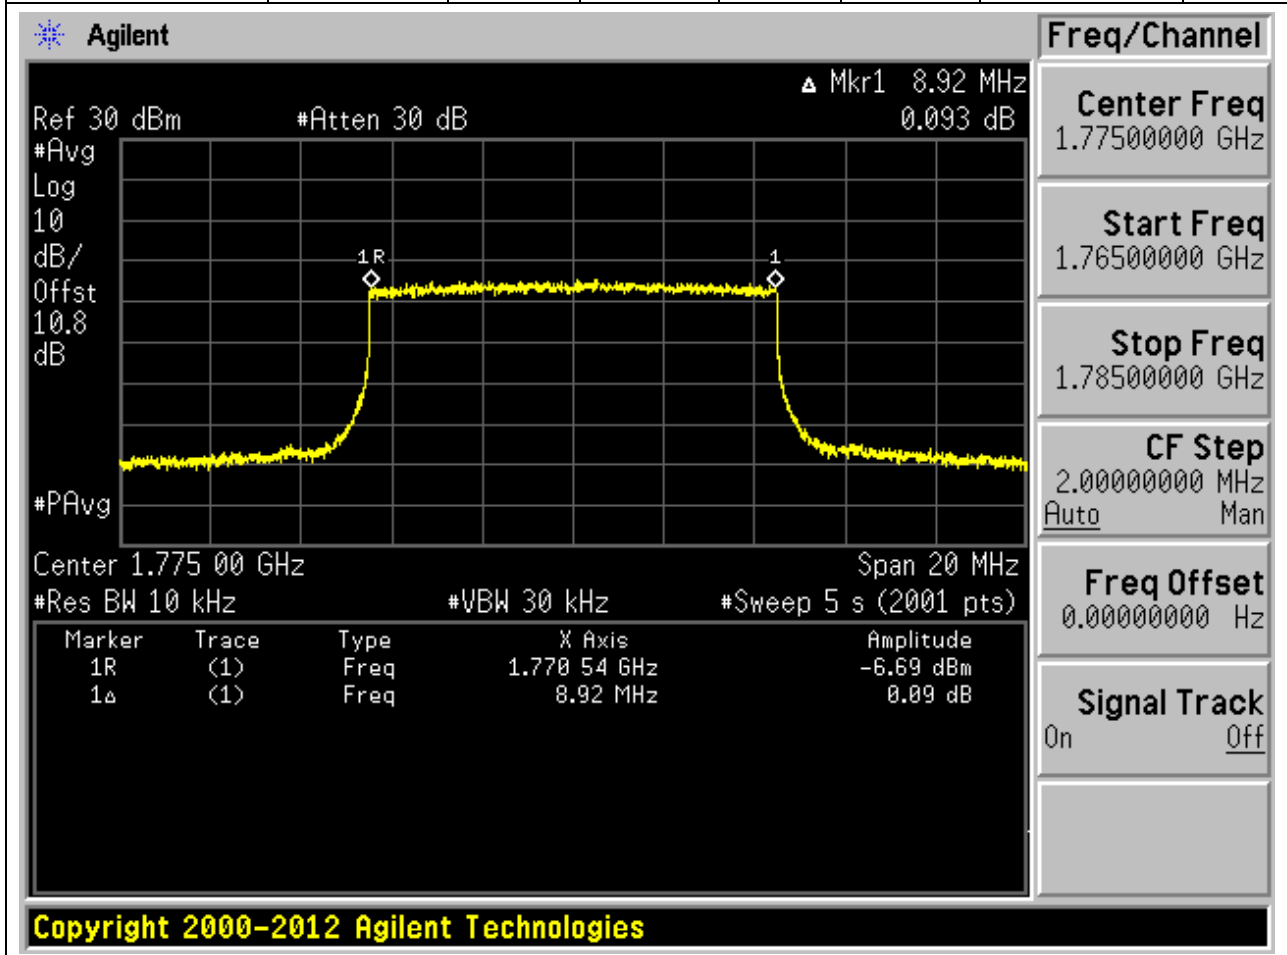 Agilent
Freq/Channel
▵ Mkr1 8.92 MHz
Ref 30 dBm #Atten 30 dB 0.093 dB
#Avg
Log
10
dB/
Offst
10.8
dB
1R
1
#PAvg
Center 1.775 00 GHz Span 20 MHz
#Res BW 10 kHz #VBW 30 kHz #Sweep 5 s (2001 pts)
Marker Trace Type X Axis Amplitude
1R (1) Freq 1.770 54 GHz -6.69 dBm
1▵ (1) Freq 8.92 MHz 0.09 dB
Center Freq
1.77500000 GHz
Start Freq
1.76500000 GHz
Stop Freq
1.78500000 GHz
CF Step
2.00000000 MHz
Auto Man
Freq Offset
0.00000000 Hz
Signal Track
On Off
Copyright 2000-2012 Agilent Technologies